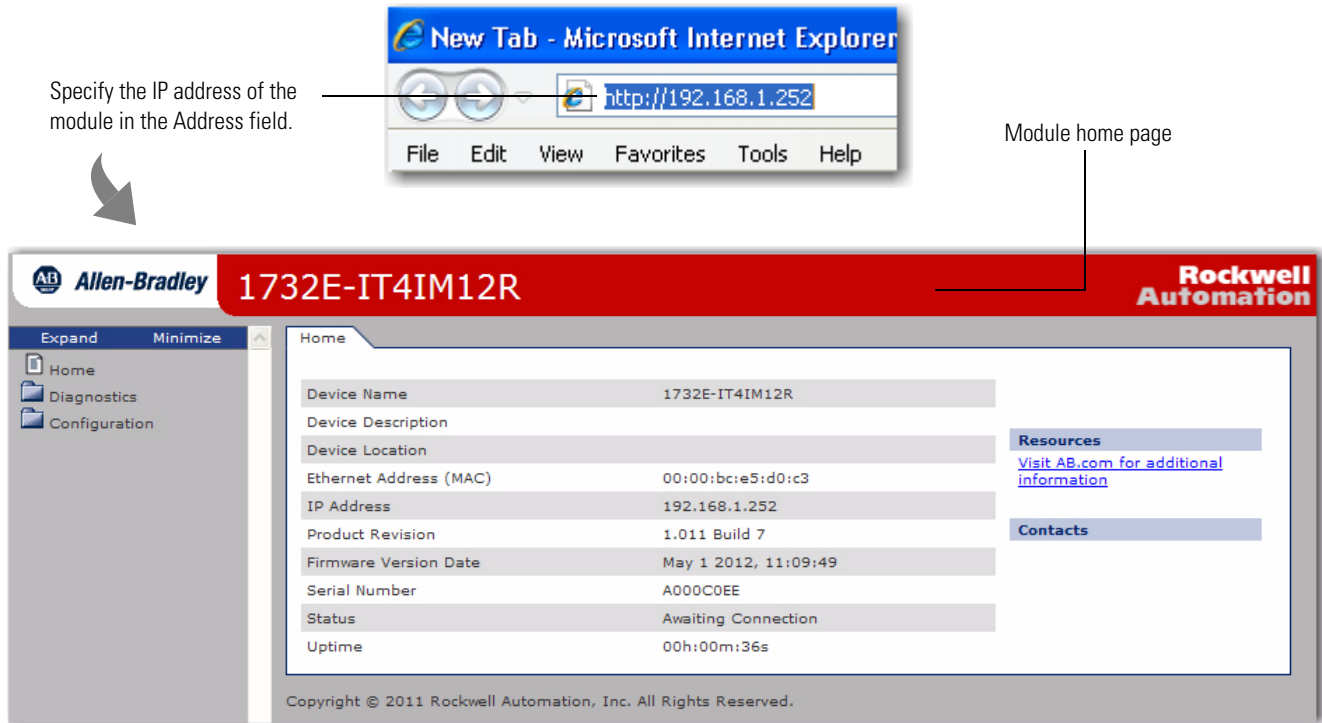 New Tab - Microsoft Internet Explorer
Specify the IP address of the
module in the Address field.
http://192.168.1.252
File Edit View Favorites Tools Help
Module home page
AB Allen-Bradley
1732E-IT4IM12R
Rockwell
Automation
Expand Minimize
Home
Diagnostics
Configuration
Home
Device Name 1732E-IT4IM12R
Device Description
Device Location
Ethernet Address (MAC) 00:00:bc:e5:d0:c3
IP Address 192.168.1.252
Product Revision 1.011 Build 7
Firmware Version Date May 1 2012, 11:09:49
Serial Number A000C0EE
Status Awaiting Connection
Uptime 00h:00m:36s
Resources
Visit AB.com for additional
information
Contacts
Copyright © 2011 Rockwell Automation, Inc. All Rights Reserved.